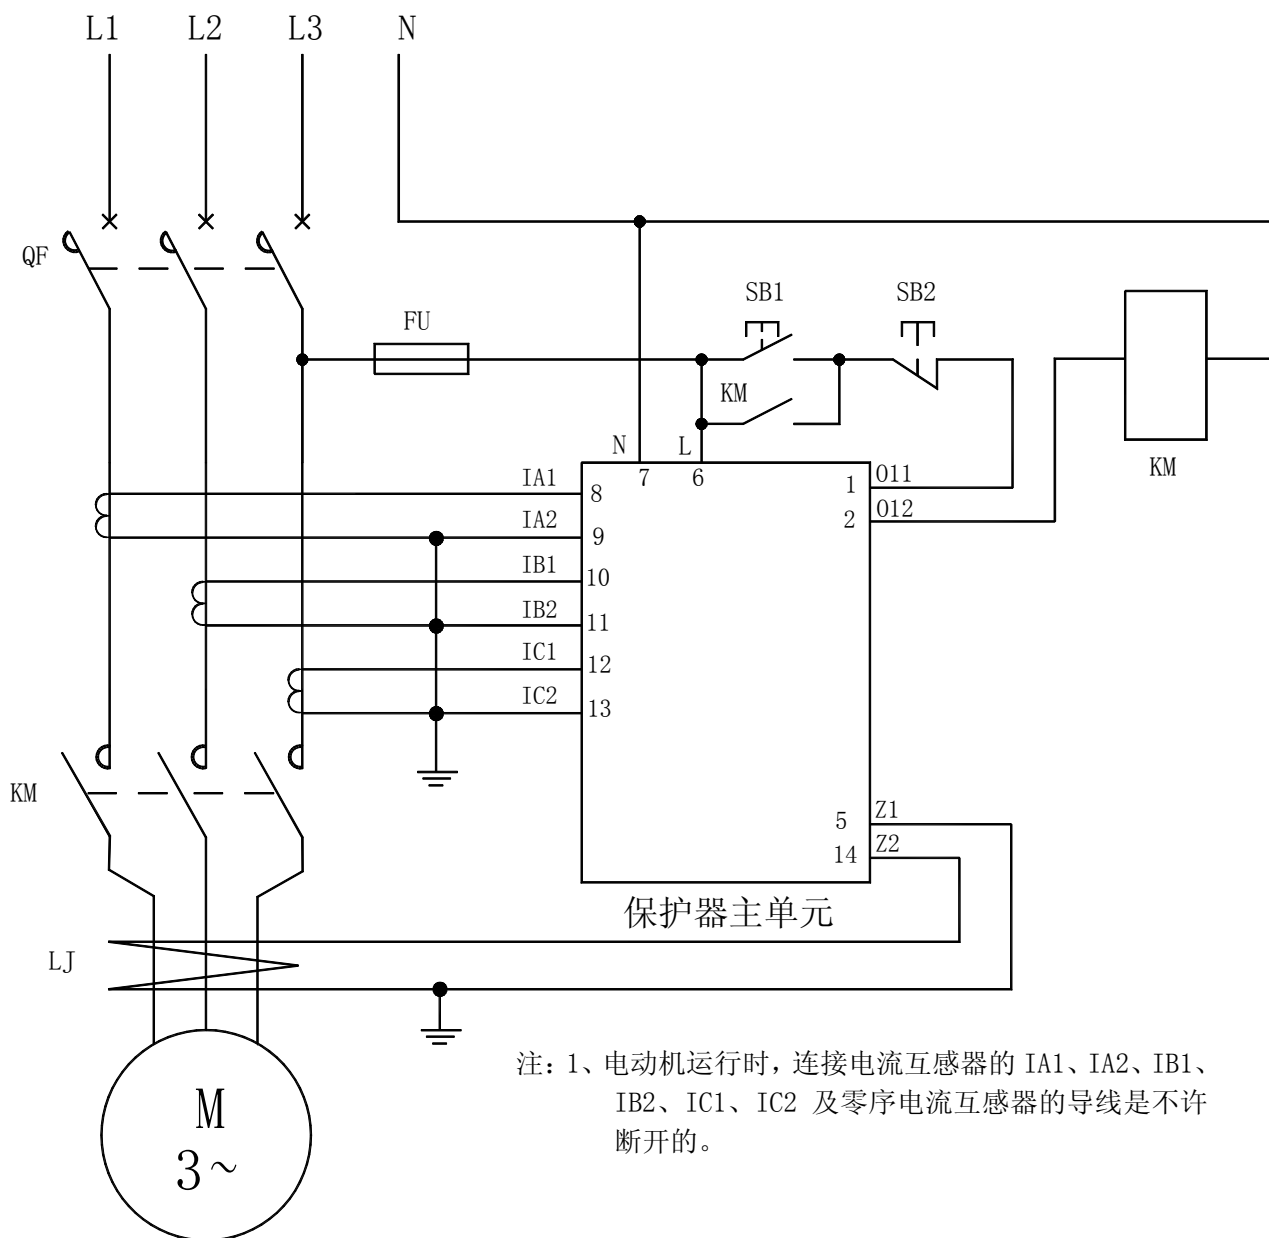 L1 L2 L3 N
QF
SB1 SB2
FU
KM
KM
N L
7 6
IA1 8
IA2 9
IB1 10
IB2 11
IC1 12
IC2 13
1 O11
2 O12
KM
5 Z1
14 Z2
保护器主单元
LJ
M
3~
注：1、电动机运行时，连接电流互感器的 IA1、IA2、IB1、
IB2、IC1、IC2 及零序电流互感器的导线是不许
断开的。